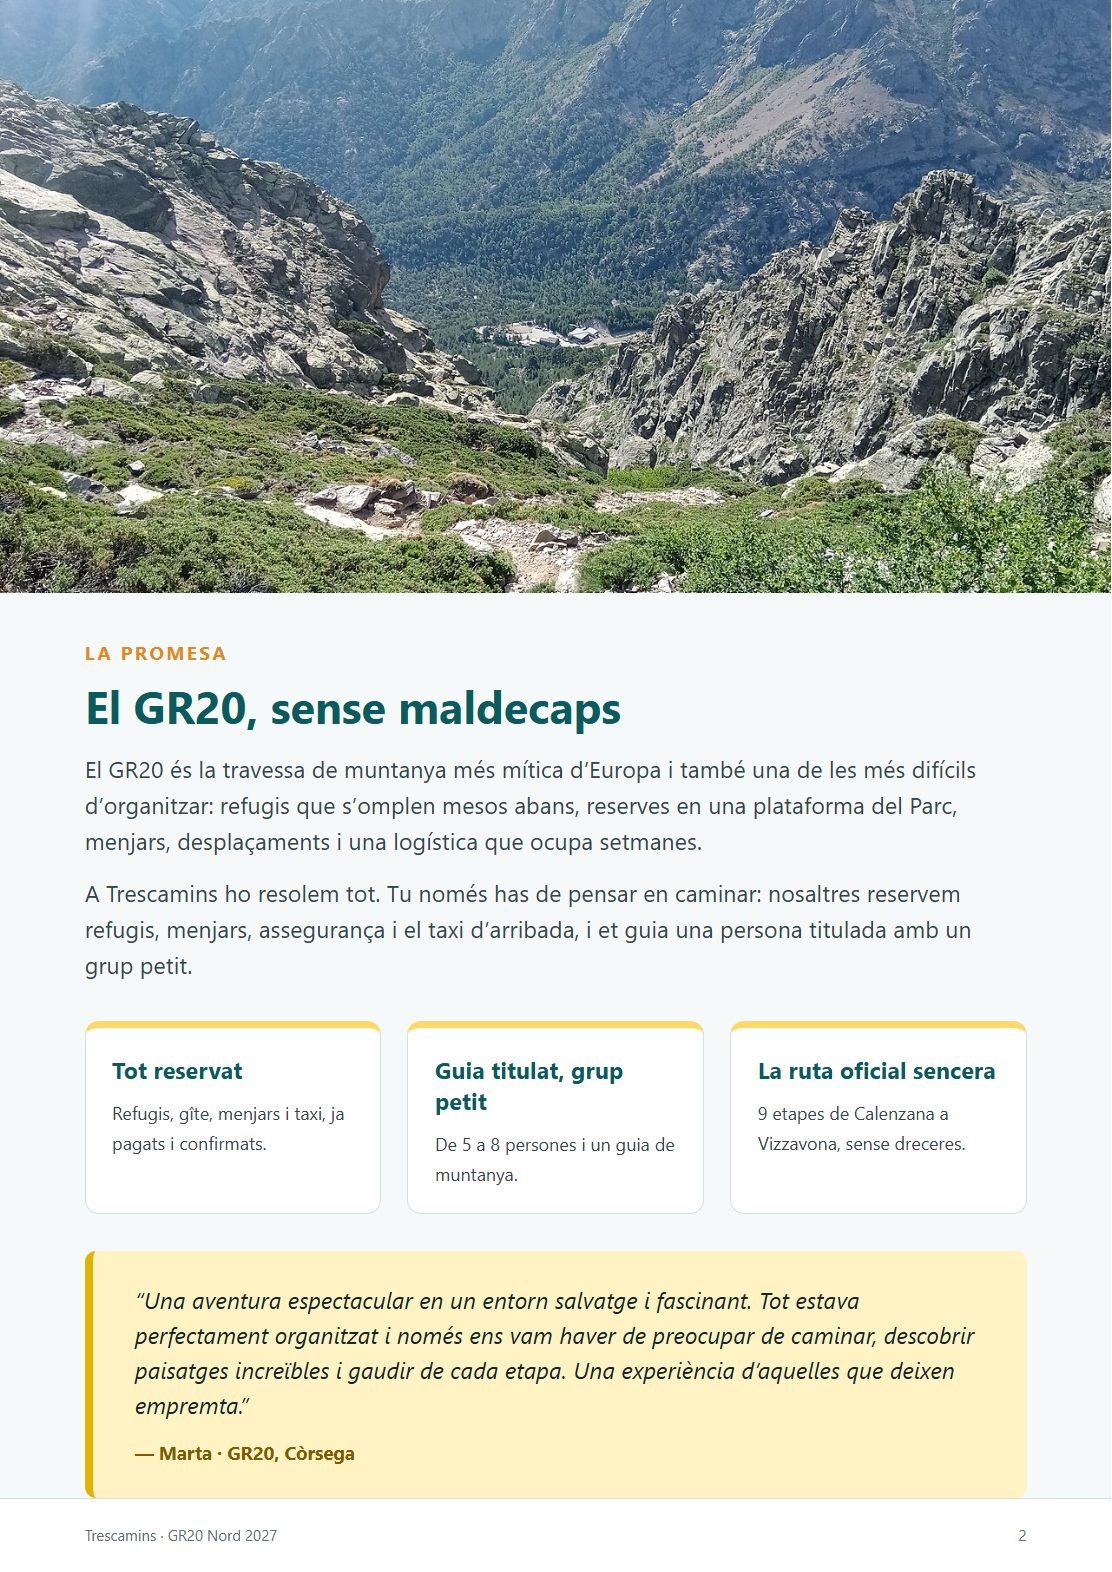 LA PROMESA
El GR20, sense maldecaps
El GR20 és la travessa de muntanya més mítica d’Europa i també una de les més difícils
d’organitzar: refugis que s’omplen mesos abans, reserves en una plataforma del Parc,
menjars, desplaçaments i una logística que ocupa setmanes.
A Trescamins ho resolem tot. Tu només has de pensar en caminar: nosaltres reservem
refugis, menjars, assegurança i el taxi d’arribada, i et guia una persona titulada amb un
grup petit.
Tot reservat
Refugis, gîte, menjars i taxi, ja
pagats i confirmats.
Guia titulat, grup
petit
De 5 a 8 persones i un guia de
muntanya.
La ruta oficial sencera
9 etapes de Calenzana a
Vizzavona, sense dreceres.
“Una aventura espectacular en un entorn salvatge i fascinant. Tot estava
perfectament organitzat i només ens vam haver de preocupar de caminar, descobrir
paisatges increïbles i gaudir de cada etapa. Una experiència d’aquelles que deixen
empremta.”
— Marta · GR20, Còrsega
Trescamins · GR20 Nord 2027
2